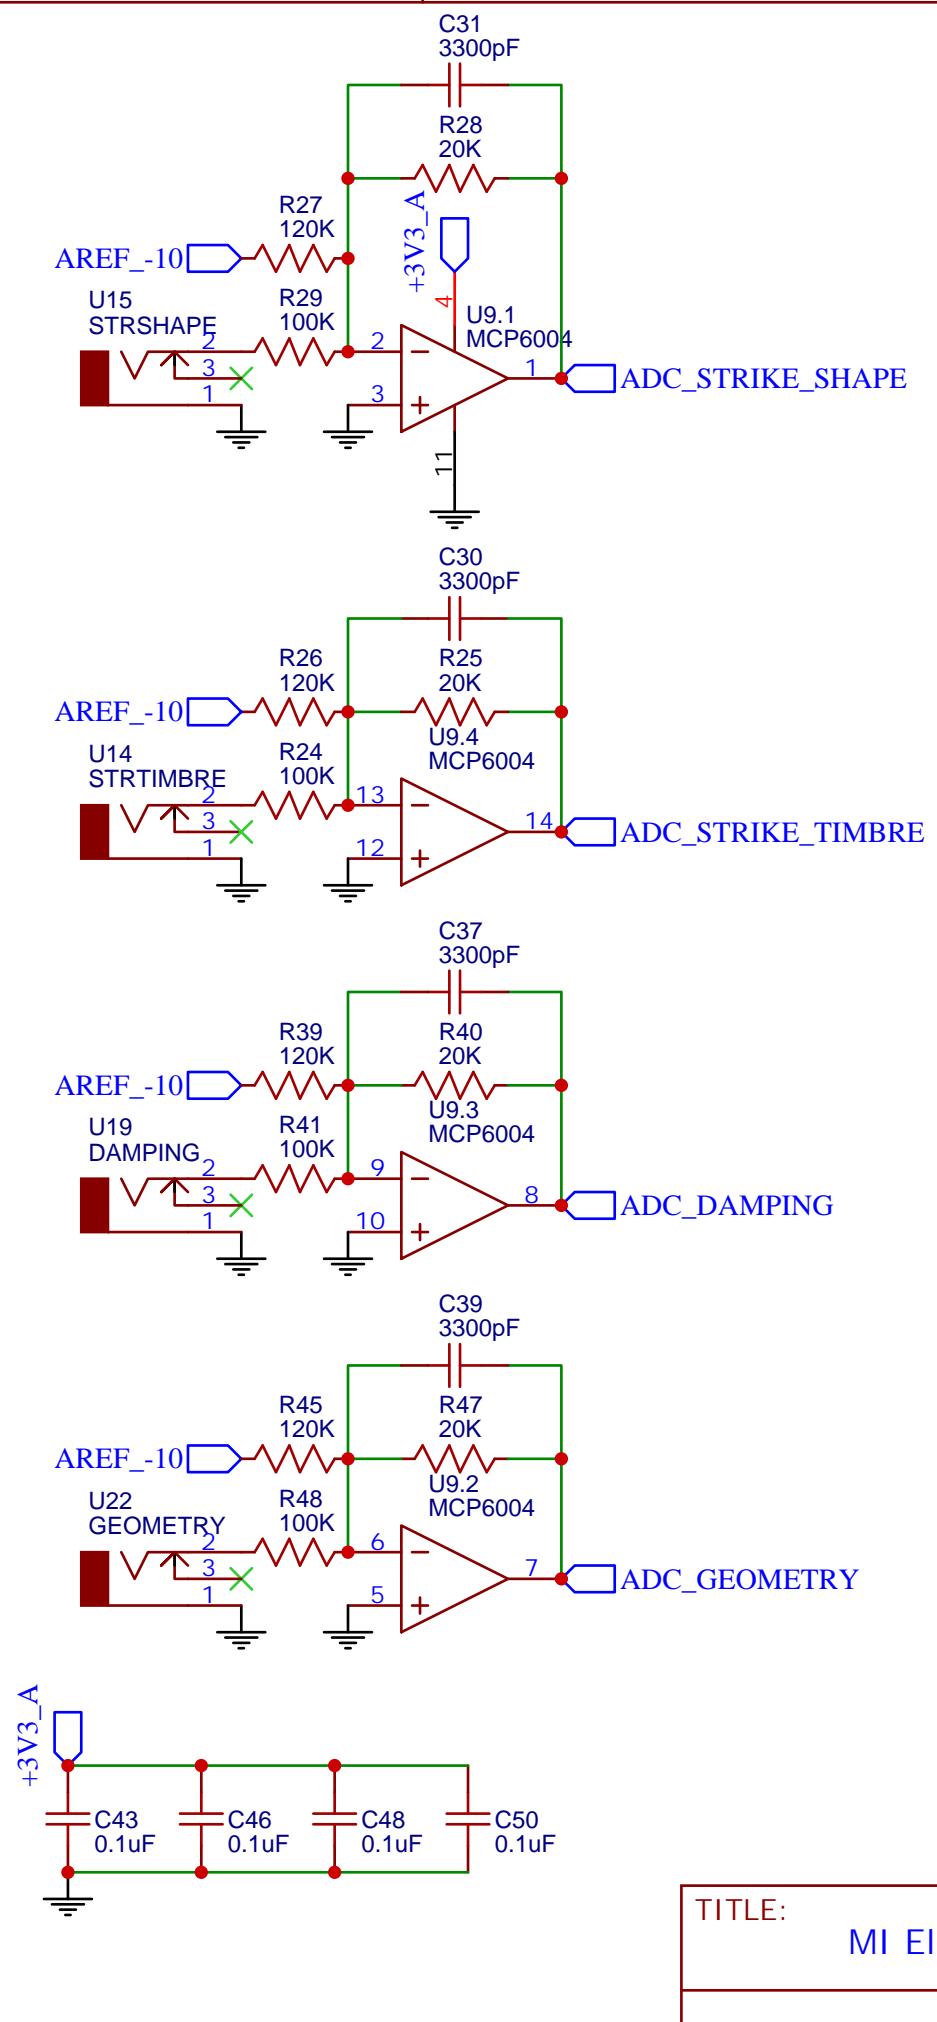 C31
3300pF
R28
20K
+3V3_A
R27
120K
AREF_-10
U15
STRSHAPE
R29
100K
4
U9.1
MCP6004
2
3
1
2
3
1
ADC_STRIKE_SHAPE
11
C30
3300pF
R26
120K
R25
20K
AREF_-10
U9.4
MCP6004
U14
STRTIMBRE
R24
100K
2
3
1
13
12
14
ADC_STRIKE_TIMBRE
C37
3300pF
R39
120K
R40
20K
AREF_-10
U9.3
MCP6004
U19
DAMPING
R41
100K
2
3
1
9
10
8
ADC_DAMPING
C39
3300pF
R45
120K
R47
20K
AREF_-10
U9.2
MCP6004
U22
GEOMETRY
R48
100K
2
3
1
6
5
7
ADC_GEOMETRY
+3V3_A
C43
0.1uF
C46
0.1uF
C48
0.1uF
C50
0.1uF
TITLE:
MI El